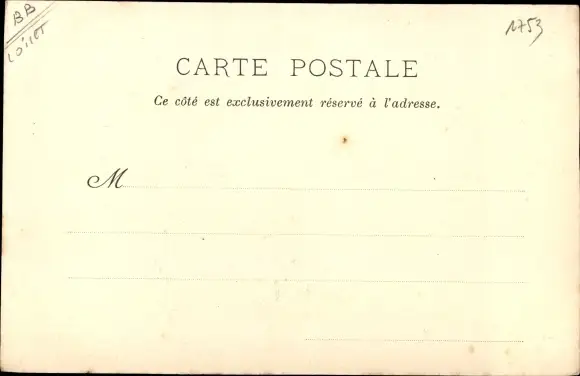 BB
LOIRET
1753
CARTE POSTALE
Ce côté est exclusivement réservé à l'adresse.
M